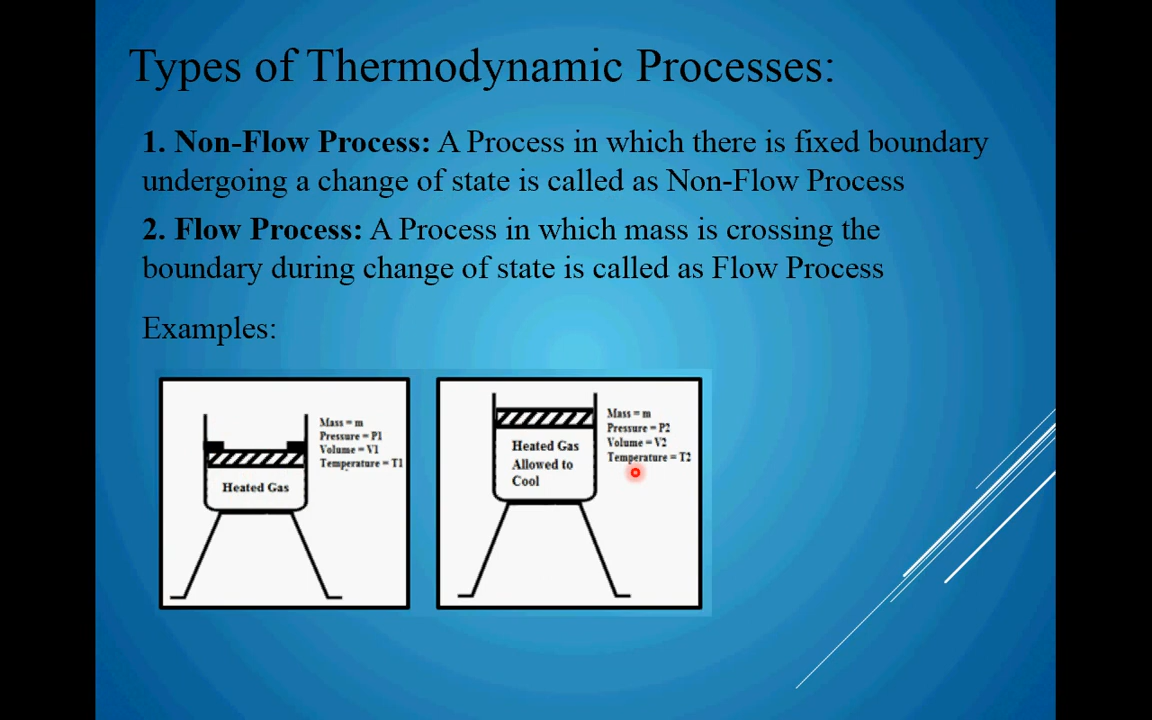 Types of Thermodynamic Processes:
1. Non-Flow Process: A Process in which there is fixed boundary
undergoing a change of state is called as Non-Flow Process
2. Flow Process: A Process in which mass is crossing the
boundary during change of state is called as Flow Process
Examples:
Mass = m
Pressure = P1
Volume = V1
Temperature = T1
Heated Gas
Mass = m
Pressure = P2
Volume = V2
Temperature = T2
Heated Gas
Allowed to
Cool